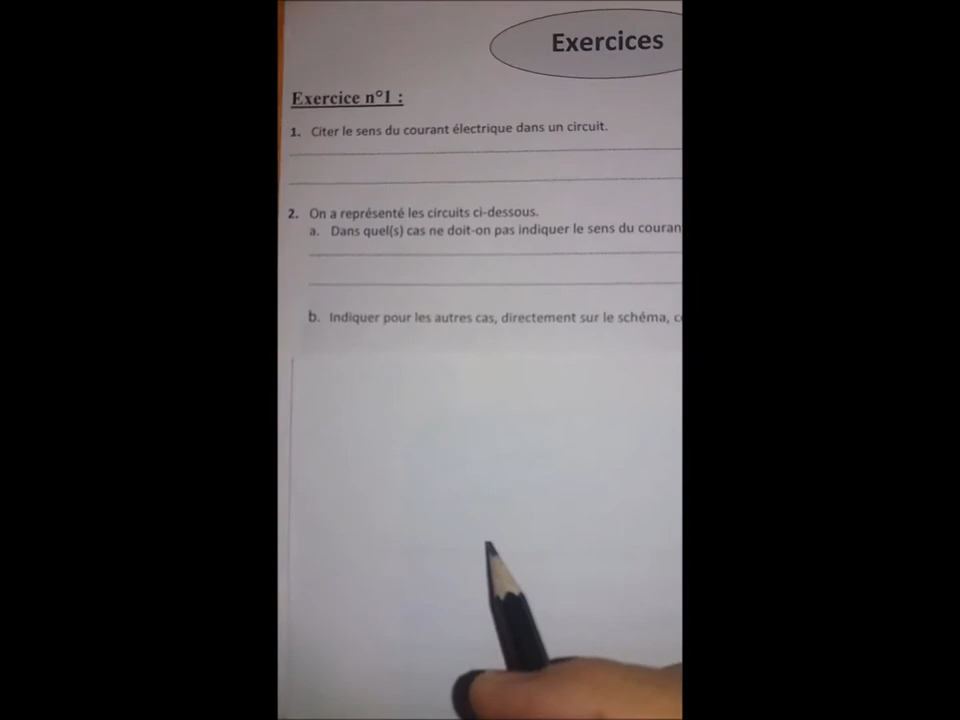 Exercices
Exercice n°1 :
1. Citer le sens du courant électrique dans un circuit.
2. On a représenté les circuits ci-dessous.
a. Dans quel(s) cas ne doit-on pas indiquer le sens du couran
b. Indiquer pour les autres cas, directement sur le schéma,